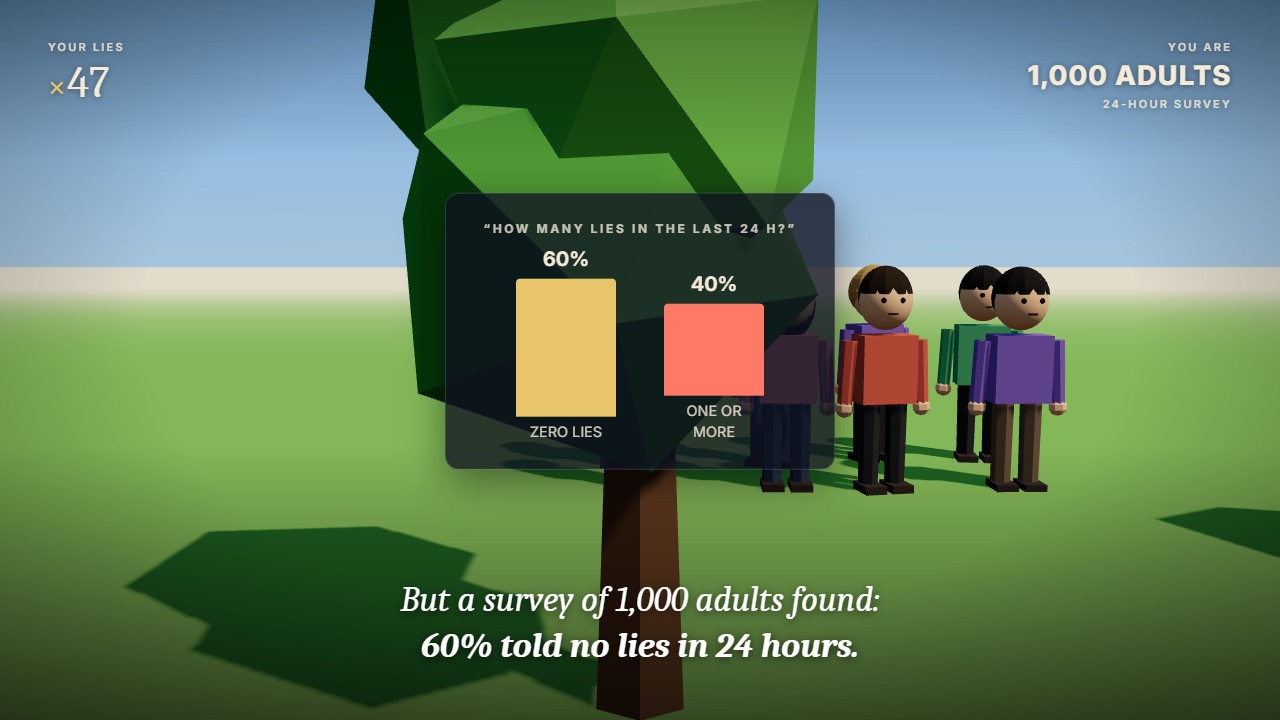 YOUR LIES
×47
YOU ARE
1,000 ADULTS
24-HOUR SURVEY
“HOW MANY LIES IN THE LAST 24 H?”
60%
40%
ZERO LIES
ONE OR
MORE
But a survey of 1,000 adults found:
60% told no lies in 24 hours.